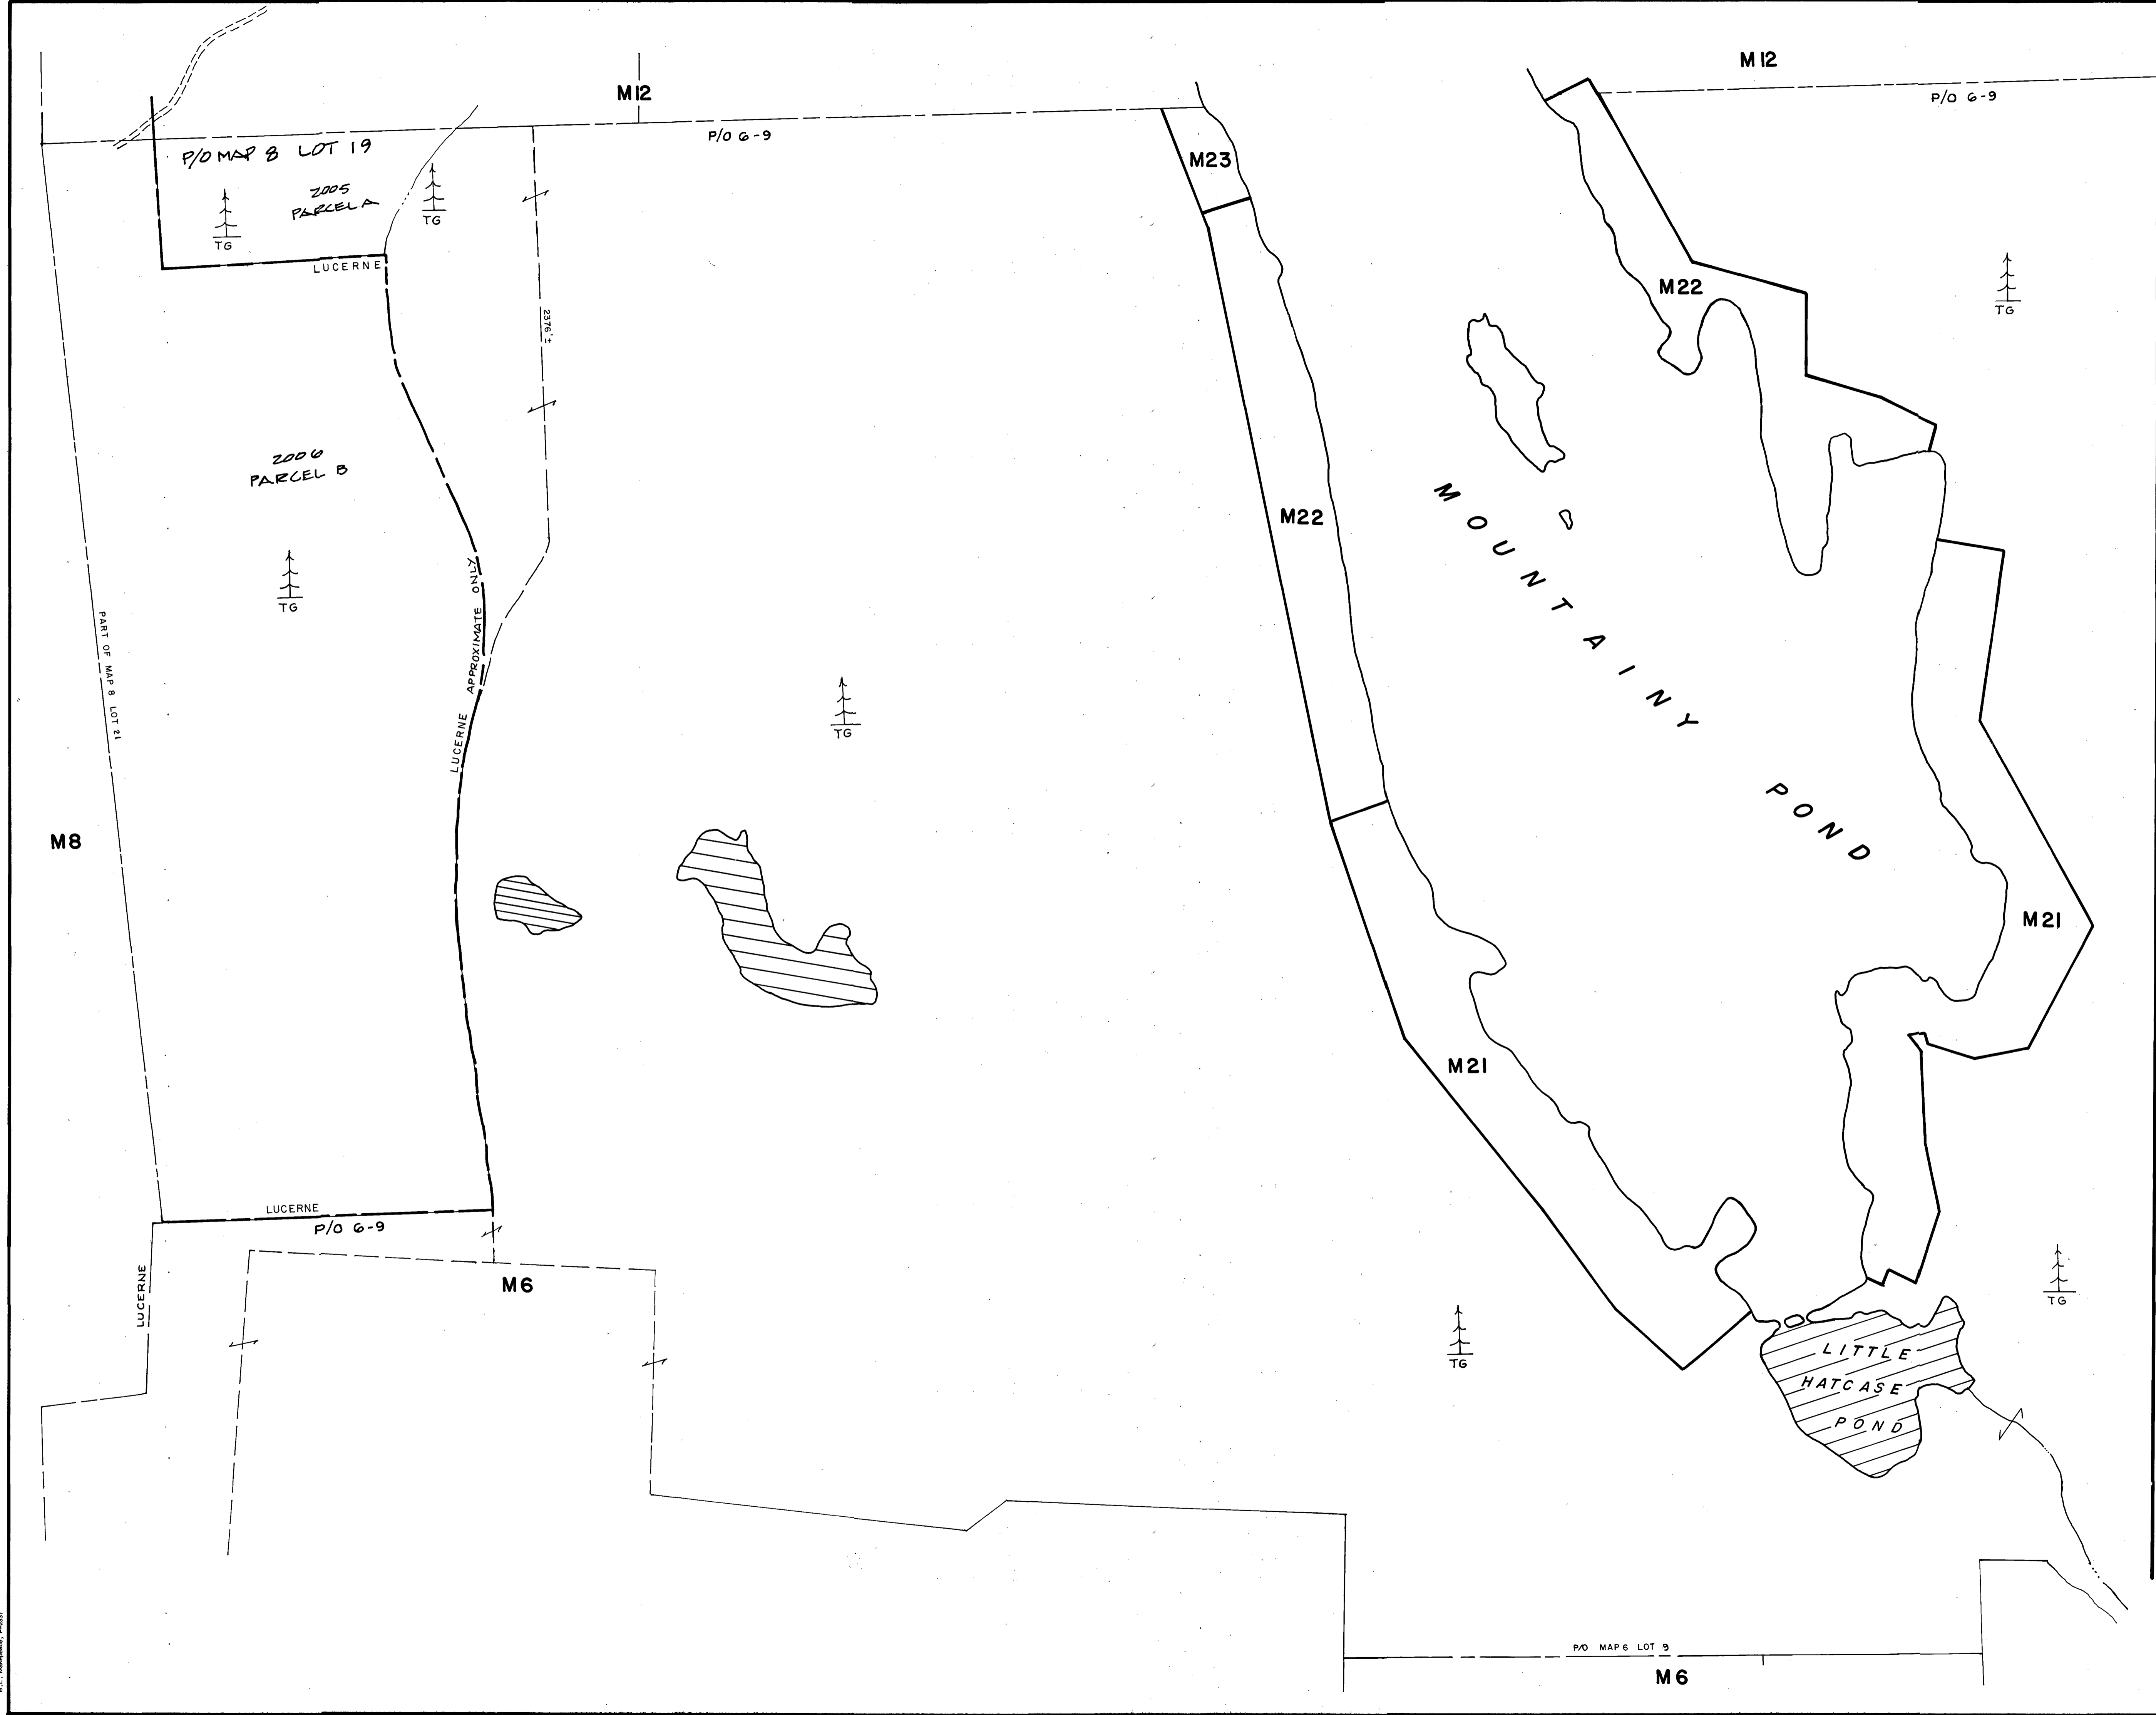 M12
M12
P/O 6-9
P/O 6-9
P/O MAP 8 LOT 19
M23
2005
PARCEL A
TG
TG
LUCERNE
M22
TG
2376'±
2006
PARCEL B
M22
MOUNTAINY POND
APPROXIMATE ONLY
TG
PART OF MAP 8 LOT 21
LUCERNE
TG
M8
M21
M21
LUCERNE
P/O 6-9
LUCERNE
M6
TG
TG
LITTLE
HATCASE
POND
P/O MAP 6 LOT 9
M6